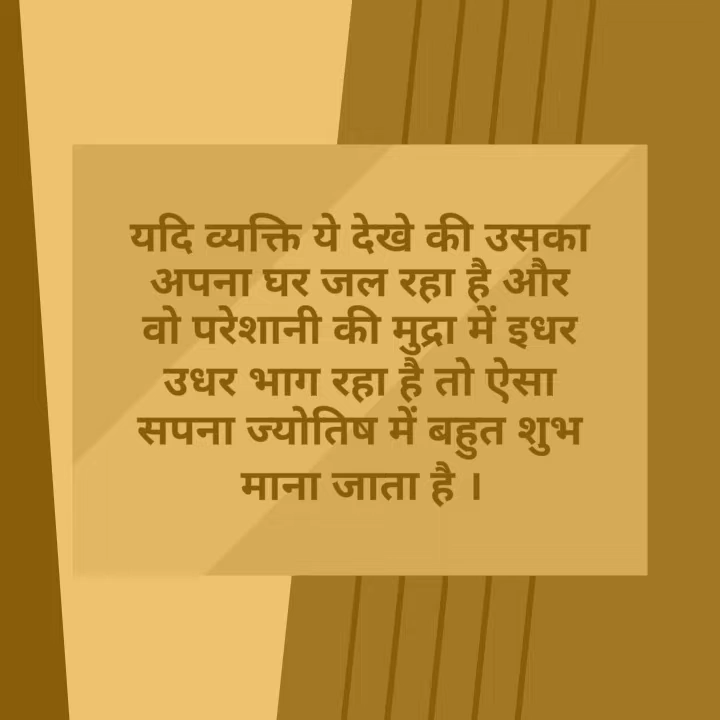 यदि व्यक्ति ये देखे की उसका
अपना घर जल रहा है और
वो परेशानी की मुद्रा में इधर
उधर भाग रहा है तो ऐसा
सपना ज्योतिष में बहुत शुभ
माना जाता है ।